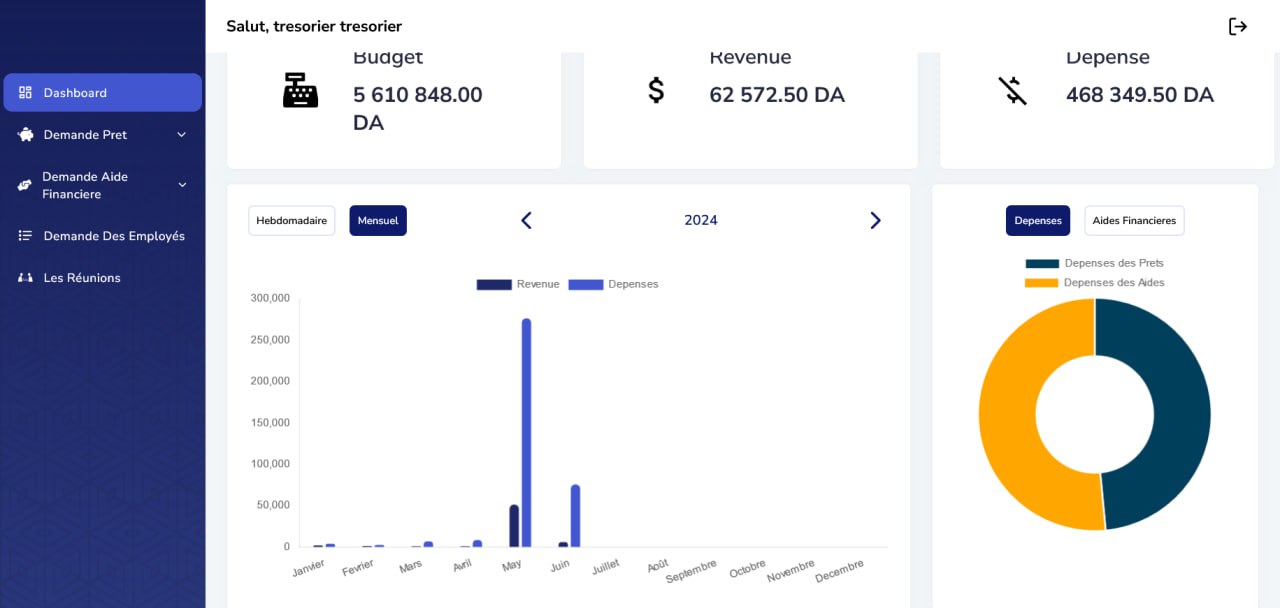 Salut, tresorier tresorier
Dashboard
Demande Pret
Demande Aide
Financiere
Demande Des Employés
Les Réunions
Budget
5 610 848.00
DA
Revenue
62 572.50 DA
Depense
468 349.50 DA
Hebdomadaire
Mensuel
2024
Revenue
Depenses
300,000
250,000
200,000
150,000
100,000
50,000
0
Janvier
Fevrier
Mars
Avril
May
Juin
Juillet
Août
Septembre
Octobre
Novembre
Decembre
Depenses
Aides Financieres
Depenses des Prets
Depenses des Aides